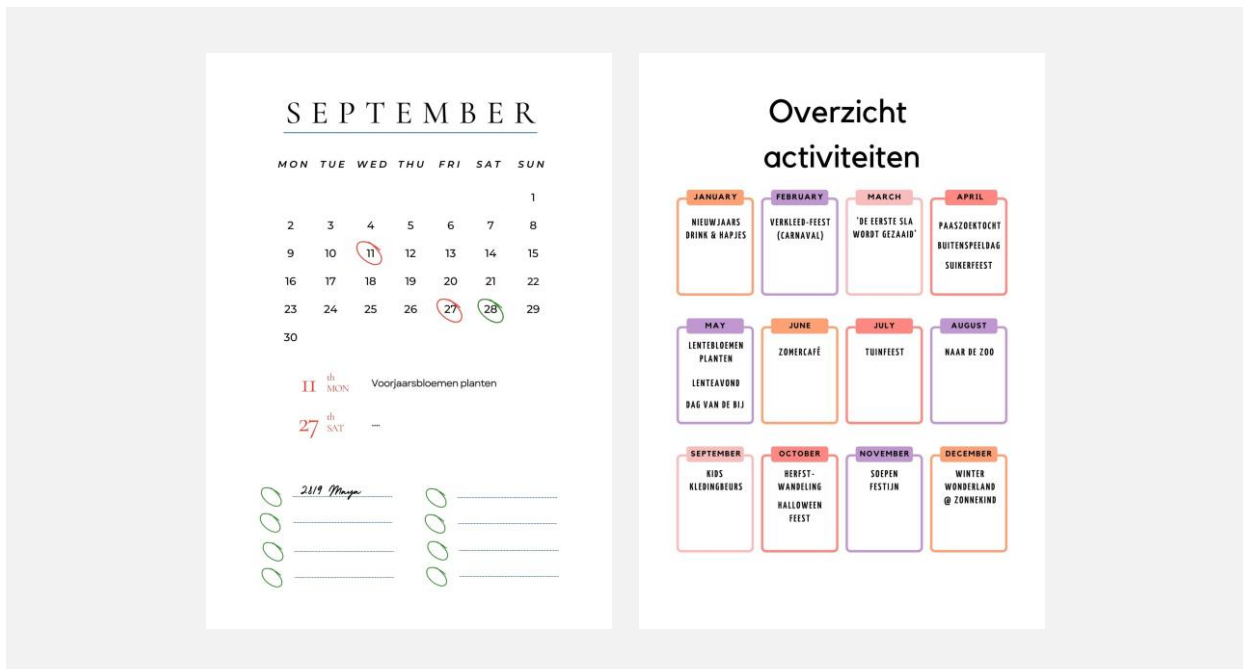 SEPTEMBER
MON TUE WED THU FRI SAT SUN
1
2 3 4 5 6 7 8
9 10 11 12 13 14 15
16 17 18 19 20 21 22
23 24 25 26 27 28 29
30
11 th MON Voorjaarsbloemen planten
27 th SAT ...
28/9 Maya
Overzicht
activiteiten
JANUARY
NIEUWJAARS
DRINK & HAPJES
FEBRUARY
VERKLEED-FEEST
(CARNAVAL)
MARCH
'DE EERSTE SLA
WORDT GEZAAID'
APRIL
PAASZOEKTOCHT
BUITENSPEELDAG
SUIKERFEEST
MAY
LENTEBLOEMEN
PLANTEN
LENTEAVOND
DAG VAN DE BIJ
JUNE
ZOMERCAFÉ
JULY
TUINFEEST
AUGUST
NAAR DE ZOO
SEPTEMBER
KIDS
KLEDINGBEURS
OCTOBER
HERFST-
WANDELING
HALLOWEEN
FEEST
NOVEMBER
SOEPEN
FESTIJN
DECEMBER
WINTER
WONDERLAND
@ ZONNEKIND